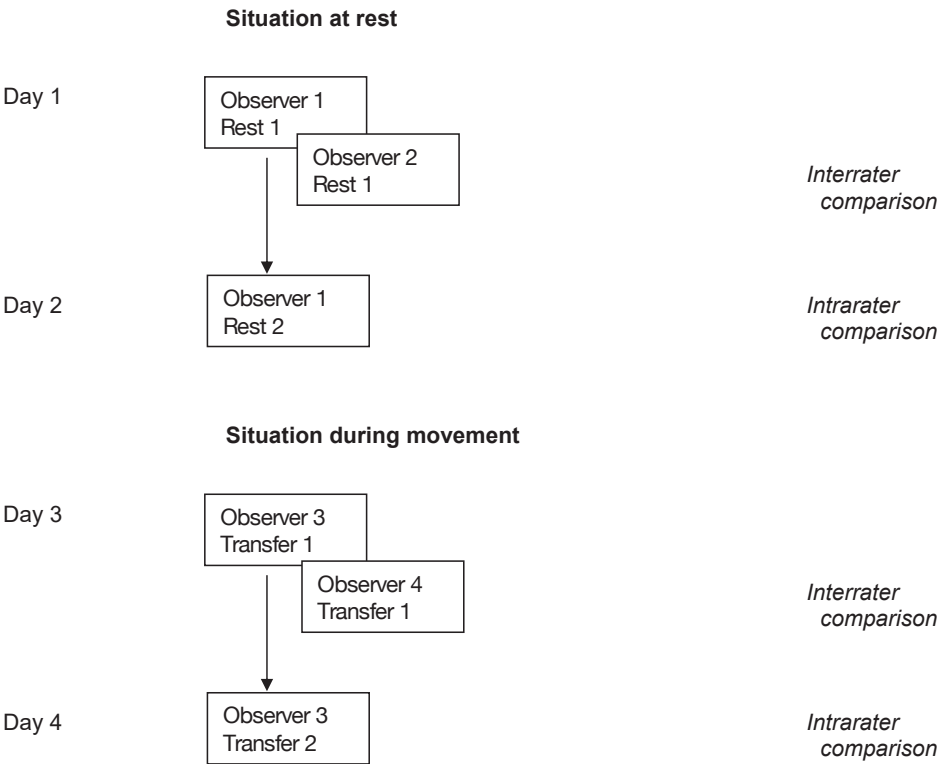 Situation at rest
Day 1
Observer 1
Rest 1
Observer 2
Rest 1
Interrater
comparison
Day 2
Observer 1
Rest 2
Intrarater
comparison
Situation during movement
Day 3
Observer 3
Transfer 1
Observer 4
Transfer 1
Interrater
comparison
Day 4
Observer 3
Transfer 2
Intrarater
comparison